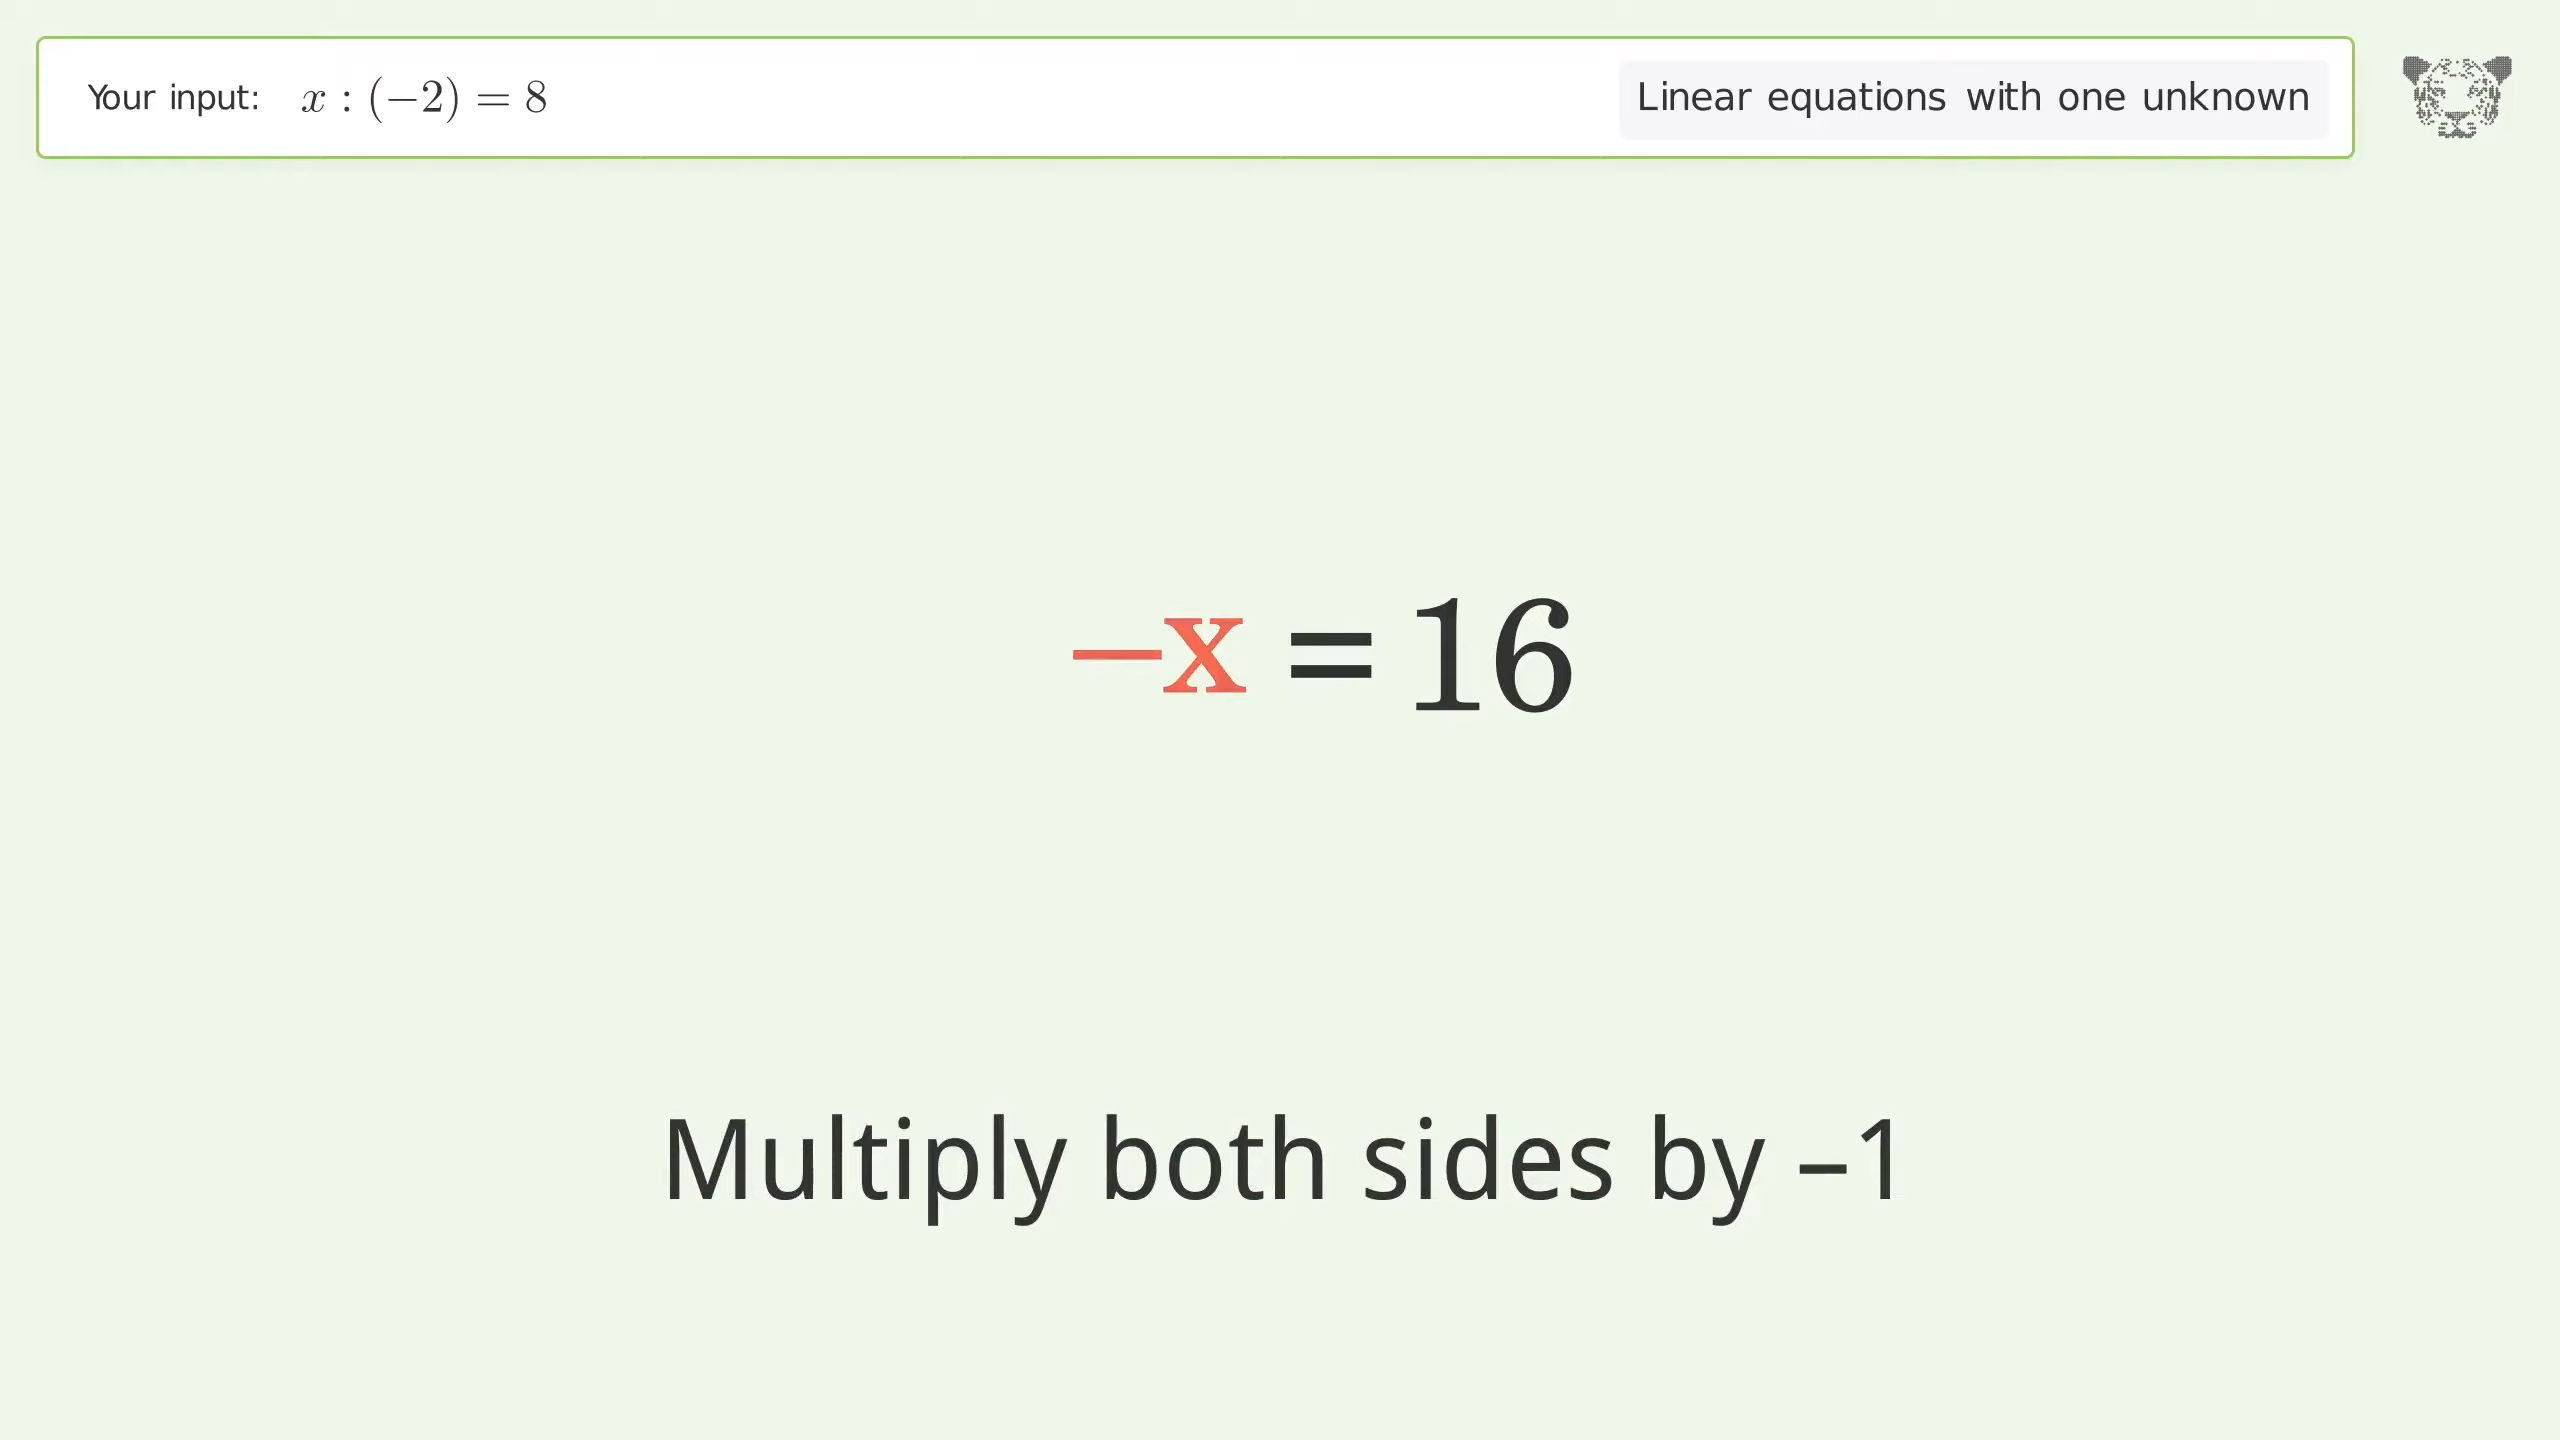 Your input: x : (−2) = 8
Linear equations with one unknown
−x = 16
Multiply both sides by −1